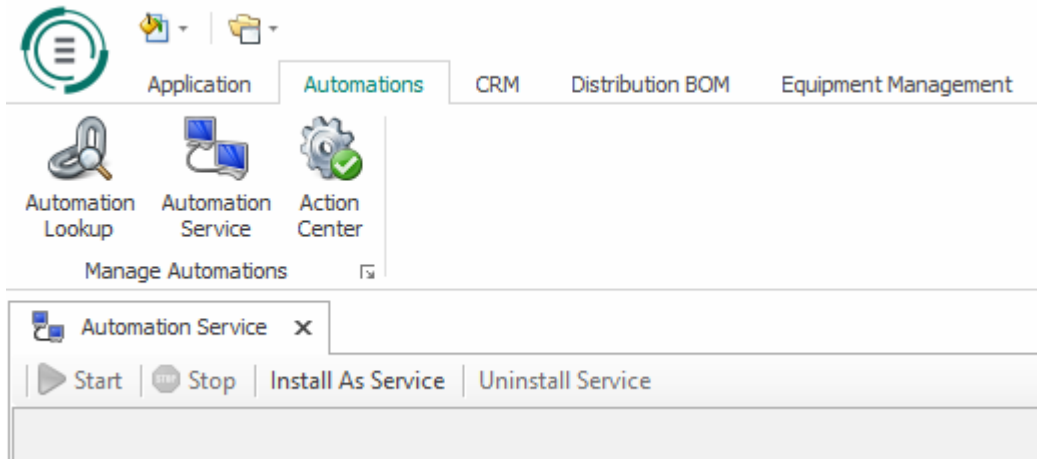 Application Automations CRM Distribution BOM Equipment Management
Automation Lookup
Automation Service
Action Center
Manage Automations
Automation Service
Start STOP Stop Install As Service Uninstall Service